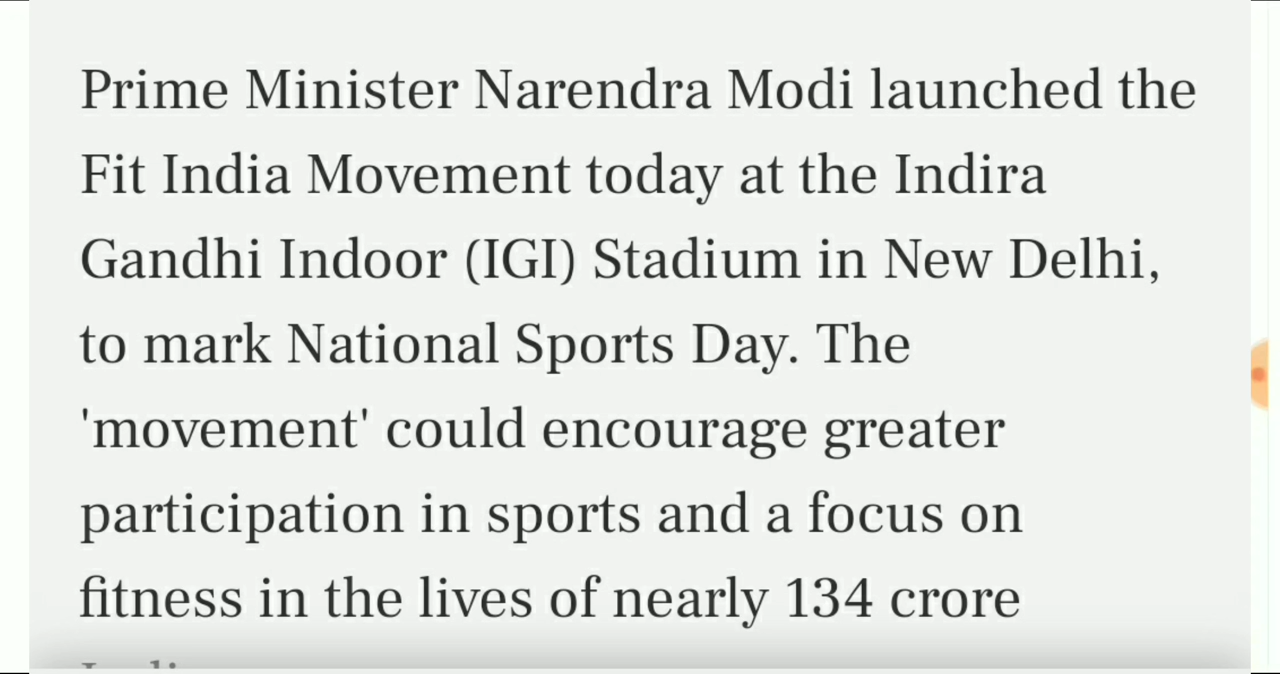 Prime Minister Narendra Modi launched the
Fit India Movement today at the Indira
Gandhi Indoor (IGI) Stadium in New Delhi,
to mark National Sports Day. The
'movement' could encourage greater
participation in sports and a focus on
fitness in the lives of nearly 134 crore